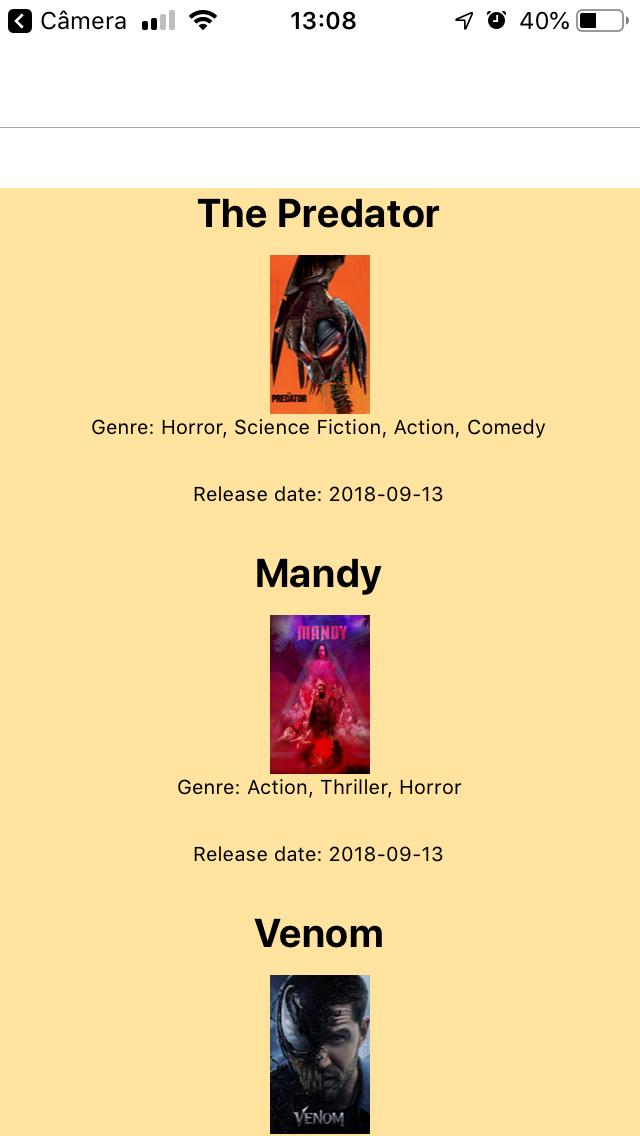 Câmera 13:08 40%
The Predator
PREDATOR
Genre: Horror, Science Fiction, Action, Comedy
Release date: 2018-09-13
Mandy
MANDY
Genre: Action, Thriller, Horror
Release date: 2018-09-13
Venom
VENOM